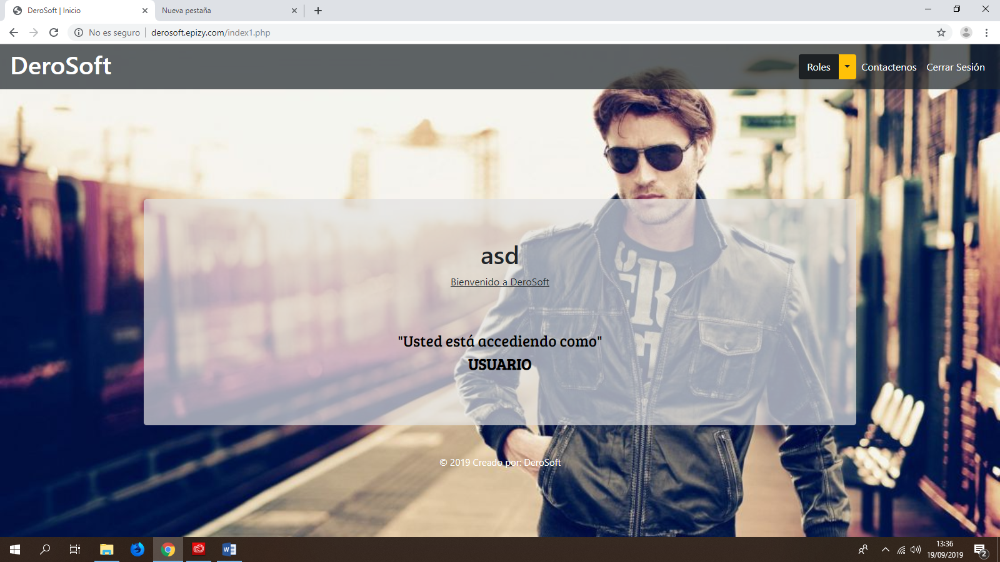 DeroSoft | Inicio
Nueva pestaña
No es seguro
derosoft.epizy.com/index1.php
DeroSoft
Roles
Contactenos
Cerrar Sesión
asd
Bienvenido a DeroSoft
"Usted está accediendo como"
USUARIO
© 2019 Creado por: DeroSoft
13:36
19/09/2019
2